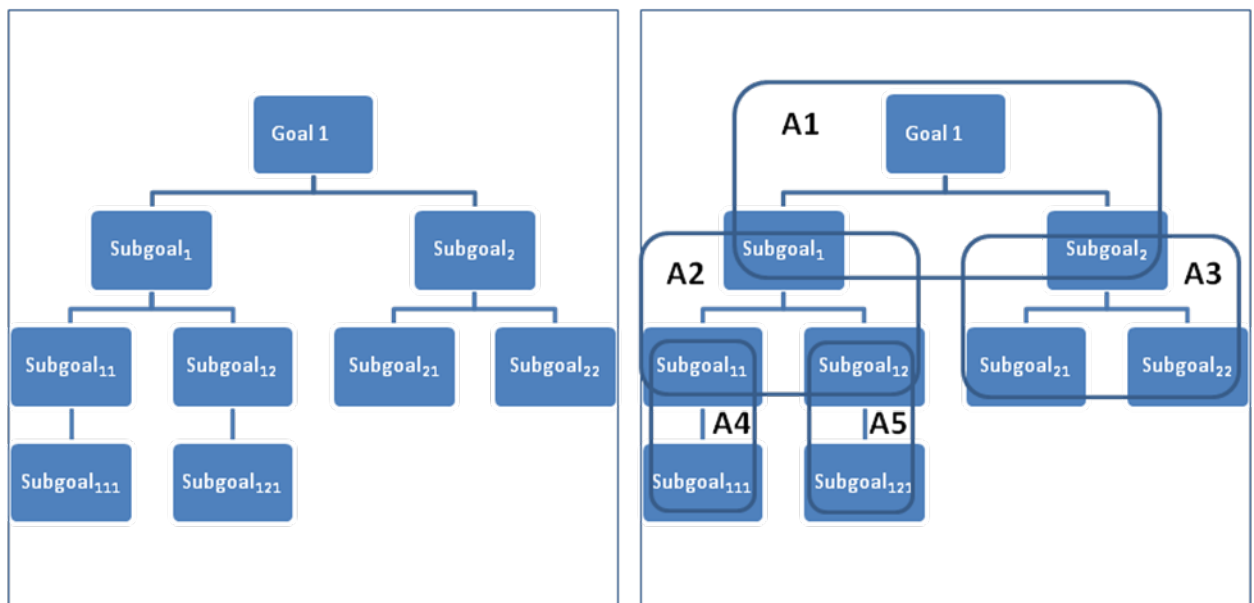 Goal 1
Subgoal₁
Subgoal₂
Subgoal₁₁
Subgoal₁₂
Subgoal₂₁
Subgoal₂₂
Subgoal₁₁₁
Subgoal₁₂₁
A1
Goal 1
Subgoal₁
Subgoal₂
A2
A3
Subgoal₁₁
Subgoal₁₂
Subgoal₂₁
Subgoal₂₂
A4
A5
Subgoal₁₁₁
Subgoal₁₂₁